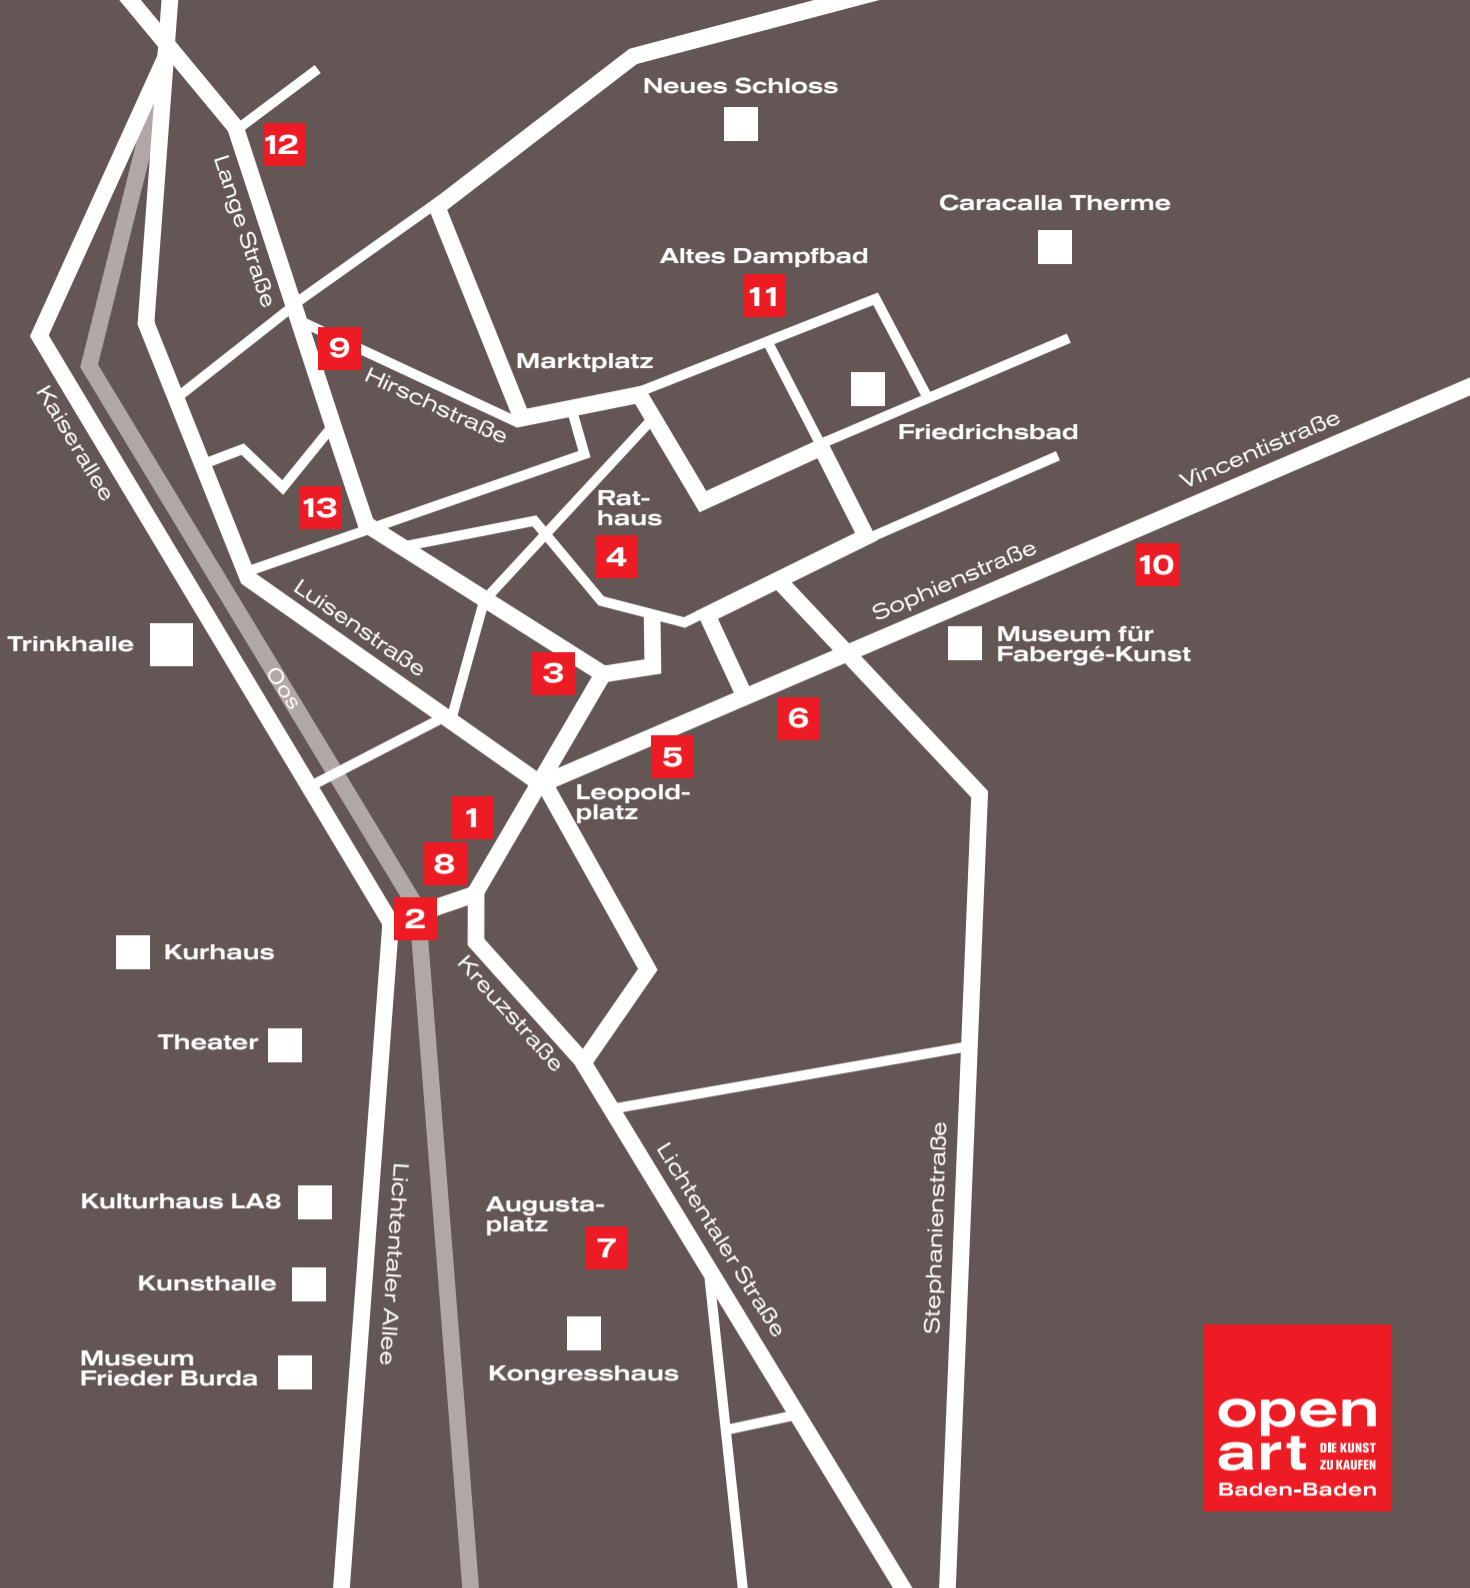 Neues Schloss
12
Lange Straße
Caracalla Therme
Altes Dampfbad
11
9
Marktplatz
Hirschstraße
Kaiserallee
Friedrichsbad
Vincentistraße
13
Rat-
haus
4
Sophienstraße
10
Luisenstraße
Trinkhalle
Museum für
Fabergé-Kunst
Oos
3
6
5
Leopold-
platz
1
8
2
Kurhaus
Kreuzstraße
Theater
Lichtentaler Straße
Stephanienstraße
Lichtentaler Allee
Kulturhaus LA8
Augusta-
platz
7
Kunsthalle
Museum
Frieder Burda
Kongresshaus
open
art
DIE KUNST
ZU KAUFEN
Baden-Baden